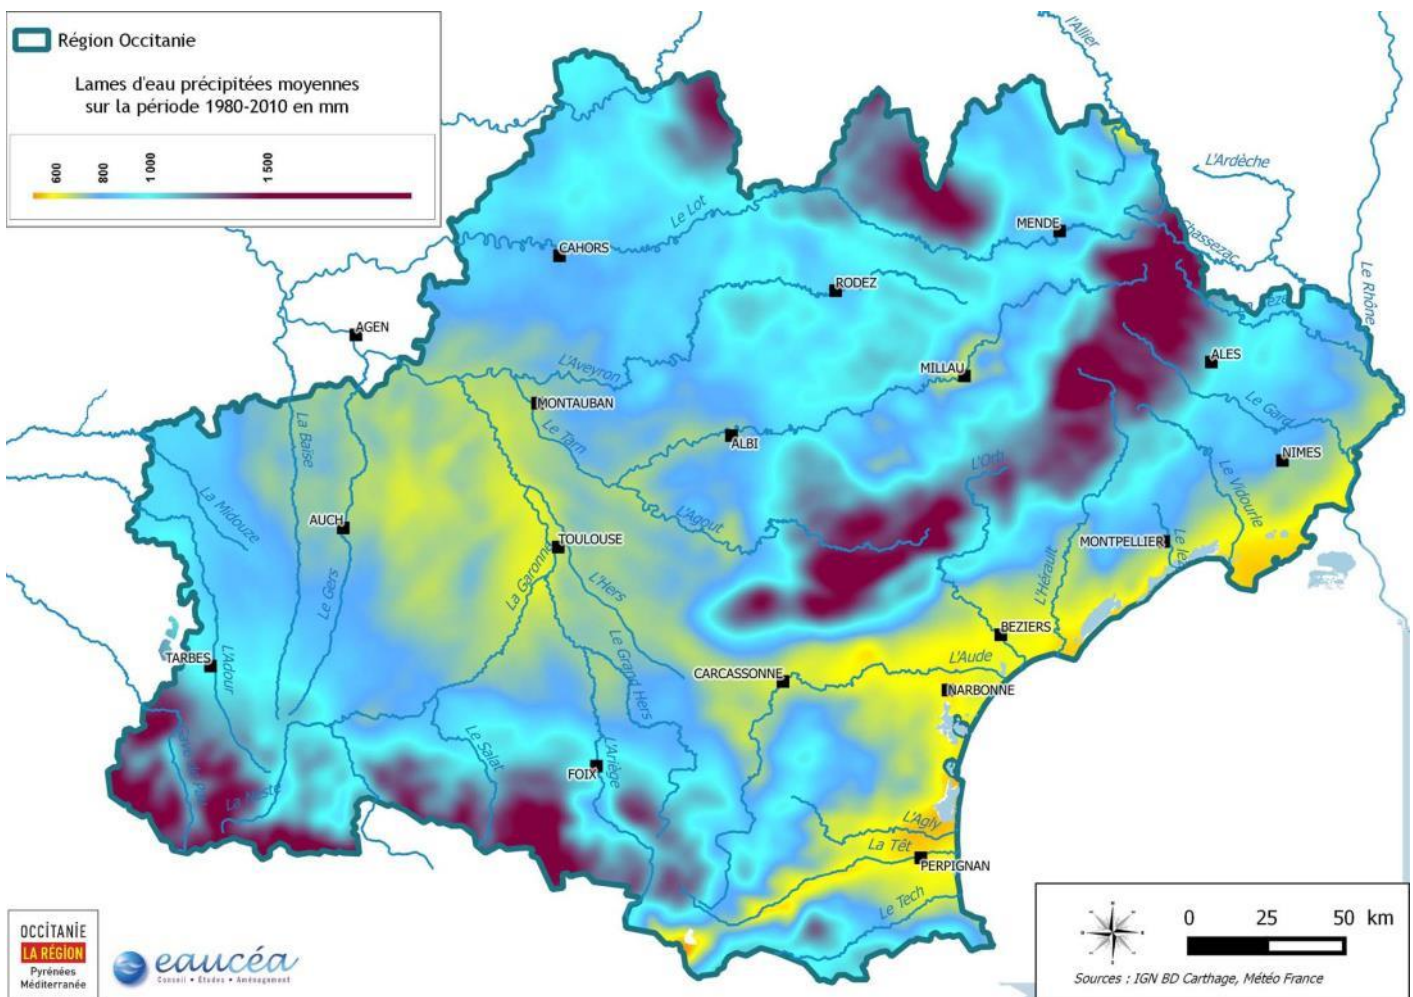 Région Occitanie
Lames d'eau précipitées moyennes
sur la période 1980-2010 en mm
600
800
1 000
1 500
l'Allier
L'Ardèche
Le Lot
MENDE
Chassezac
CAHORS
RODEZ
Le Rhône
AGEN
L'Aveyron
MILLAU
ALES
MONTAUBAN
Le Gard
La Baïse
Le Tarn
ALBI
L'Orb
NIMES
La Midouze
Le Vidourle
AUCH
L'Agout
TOULOUSE
MONTPELLIER
La Garonne
L'Hérault
Le Gers
L'Hers
BEZIERS
TARBES
L'Adour
Le Grand Hers
L'Aude
CARCASSONNE
NARBONNE
Le Salat
L'Ariège
FOIX
La Neste
L'Agly
La Têt
PERPIGNAN
Le Tech
0 25 50 km
Sources : IGN BD Carthage, Météo France
OCCITANIE
LA RÉGION
Pyrénées
Méditerranée
eaucéa
Conseil • Études • Aménagement